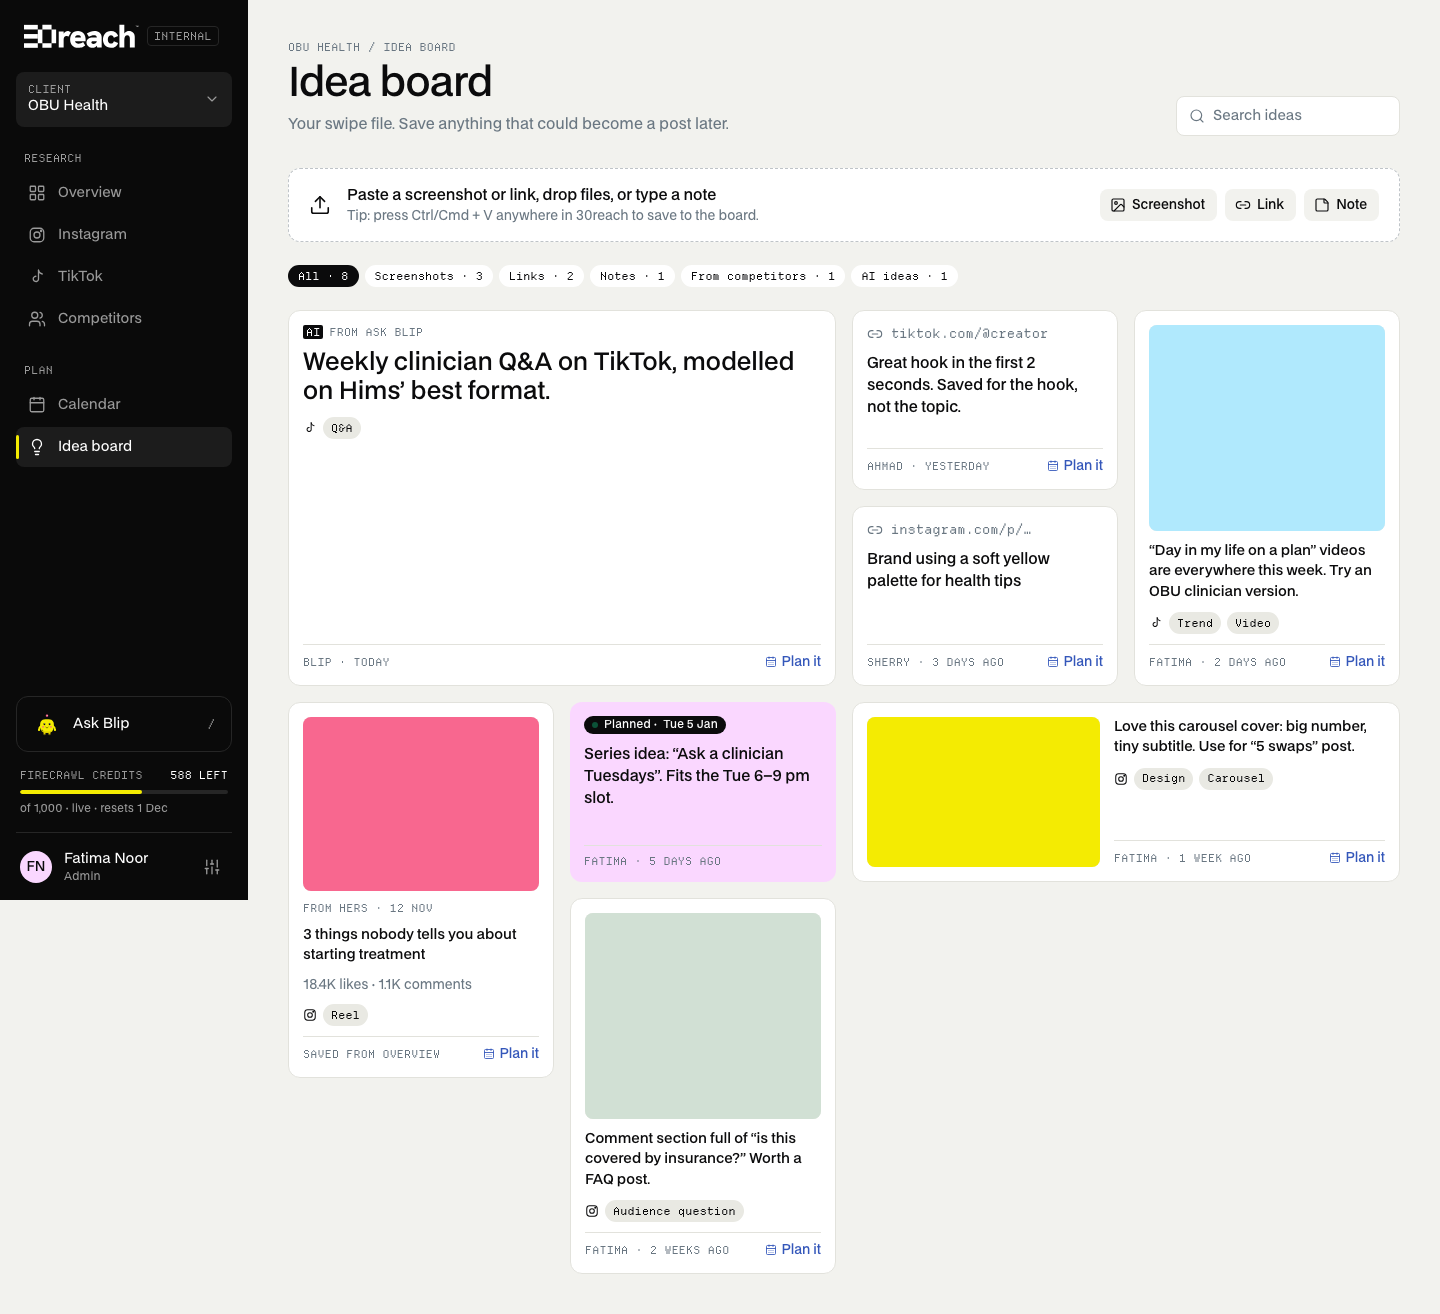 30reach INTERNAL
CLIENT
OBU Health
RESEARCH
Overview
Instagram
TikTok
Competitors
PLAN
Calendar
Idea board
Ask Blip /
FIRECRAWL CREDITS 588 LEFT
of 1,000 · live · resets 1 Dec
FN Fatima Noor
Admin
OBU HEALTH / IDEA BOARD
Idea board
Your swipe file. Save anything that could become a post later.
Search ideas
Paste a screenshot or link, drop files, or type a note
Tip: press Ctrl/Cmd + V anywhere in 30reach to save to the board.
Screenshot Link Note
All · 8 Screenshots · 3 Links · 2 Notes · 1 From competitors · 1 AI ideas · 1
AI FROM ASK BLIP
Weekly clinician Q&A on TikTok, modelled
on Hims’ best format.
Q&A
BLIP · TODAY Plan it
tiktok.com/@creator
Great hook in the first 2
seconds. Saved for the hook,
not the topic.
AHMAD · YESTERDAY Plan it
instagram.com/p/…
Brand using a soft yellow
palette for health tips
SHERRY · 3 DAYS AGO Plan it
“Day in my life on a plan” videos
are everywhere this week. Try an
OBU clinician version.
Trend Video
FATIMA · 2 DAYS AGO Plan it
FROM HERS · 12 NOV
3 things nobody tells you about
starting treatment
18.4K likes · 1.1K comments
Reel
SAVED FROM OVERVIEW Plan it
Planned · Tue 5 Jan
Series idea: “Ask a clinician
Tuesdays”. Fits the Tue 6–9 pm
slot.
FATIMA · 5 DAYS AGO
Love this carousel cover: big number,
tiny subtitle. Use for “5 swaps” post.
Design Carousel
FATIMA · 1 WEEK AGO Plan it
Comment section full of “is this
covered by insurance?” Worth a
FAQ post.
Audience question
FATIMA · 2 WEEKS AGO Plan it